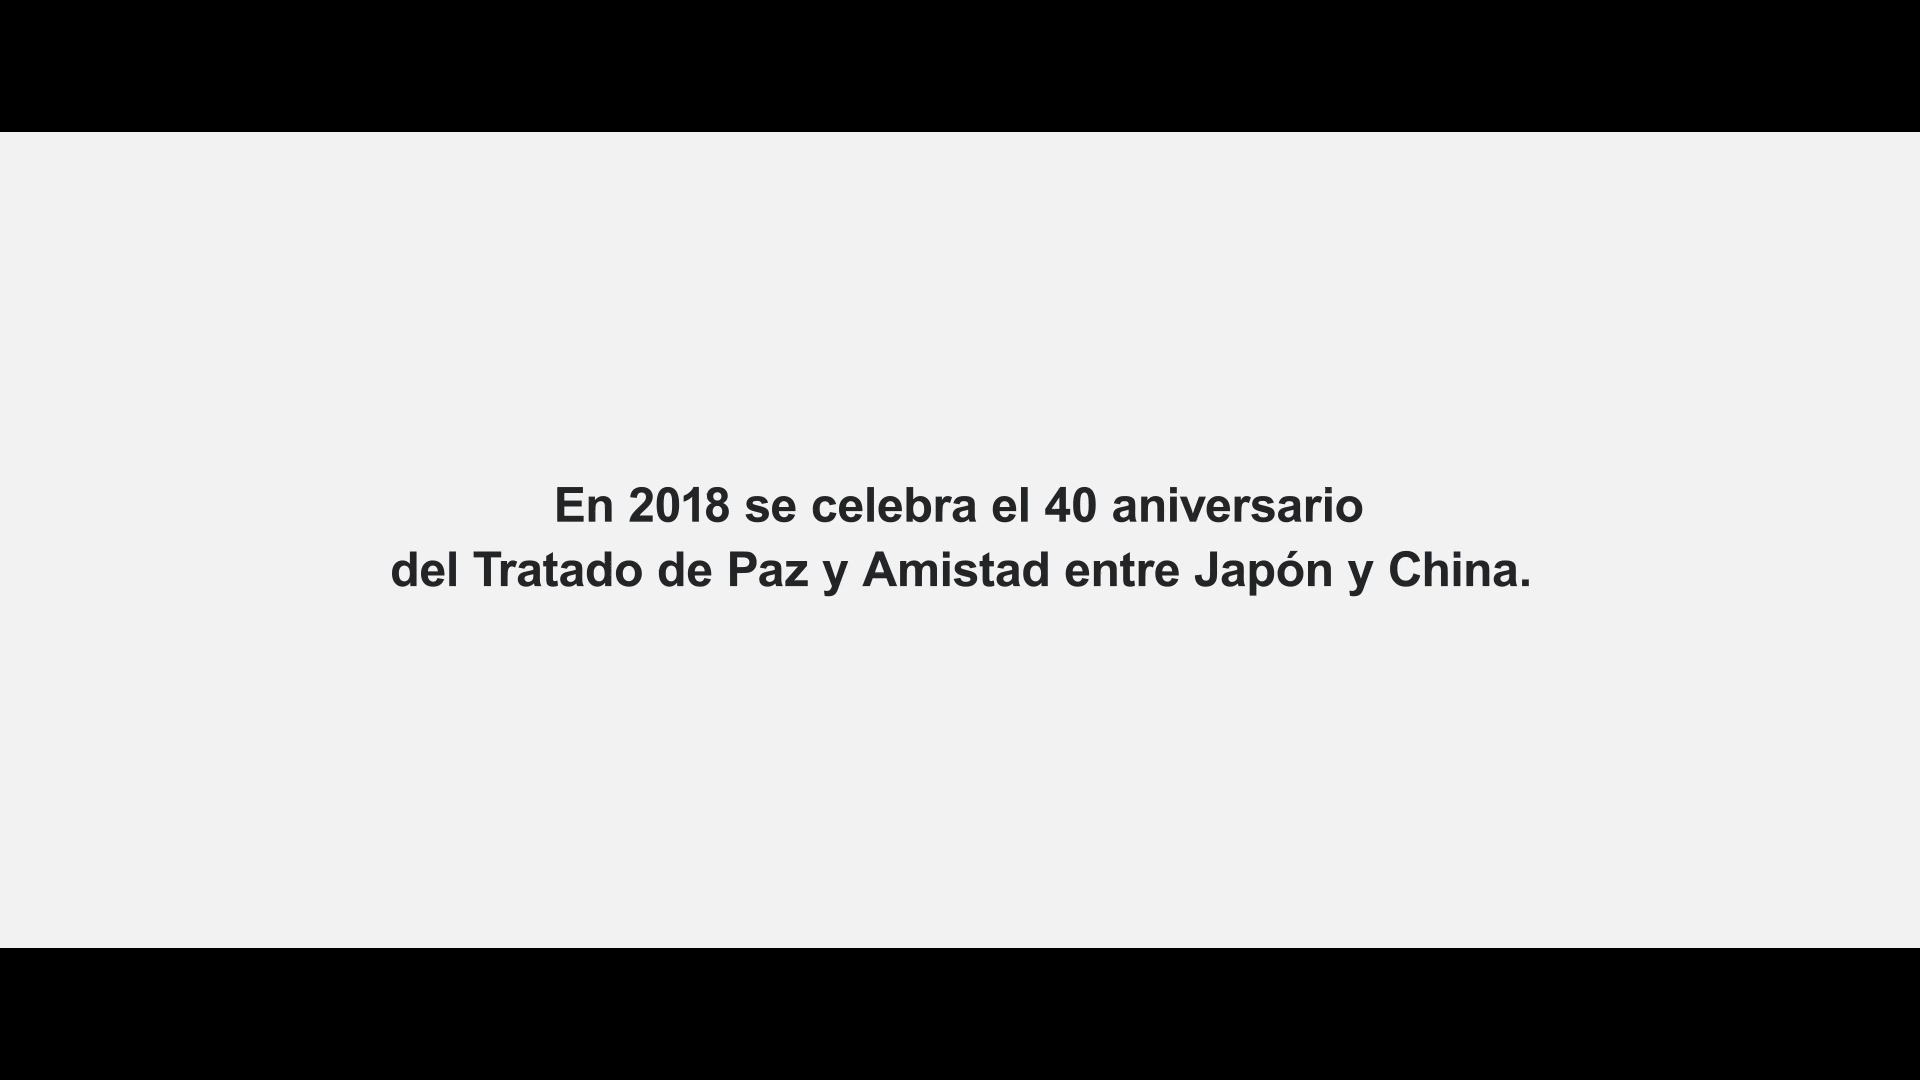 En 2018 se celebra el 40 aniversario
del Tratado de Paz y Amistad entre Japón y China.